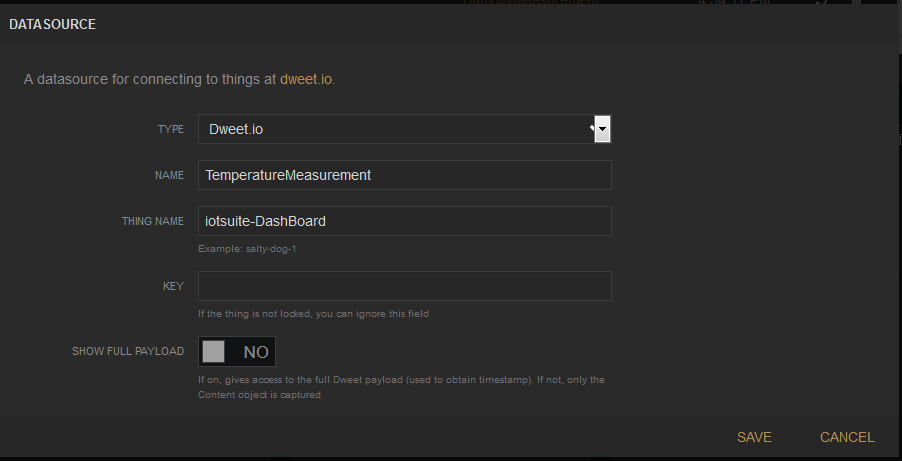 DATASOURCE
A datasource for connecting to things at dweet.io.
TYPE Dweet.io
NAME TemperatureMeasurement
THING NAME iotsuite-DashBoard
Example: salty-dog-1
KEY
If the thing is not locked, you can ignore this field
SHOW FULL PAYLOAD NO
If on, gives access to the full Dweet payload (used to obtain timestamp). If not, only the
Content object is captured
SAVE CANCEL